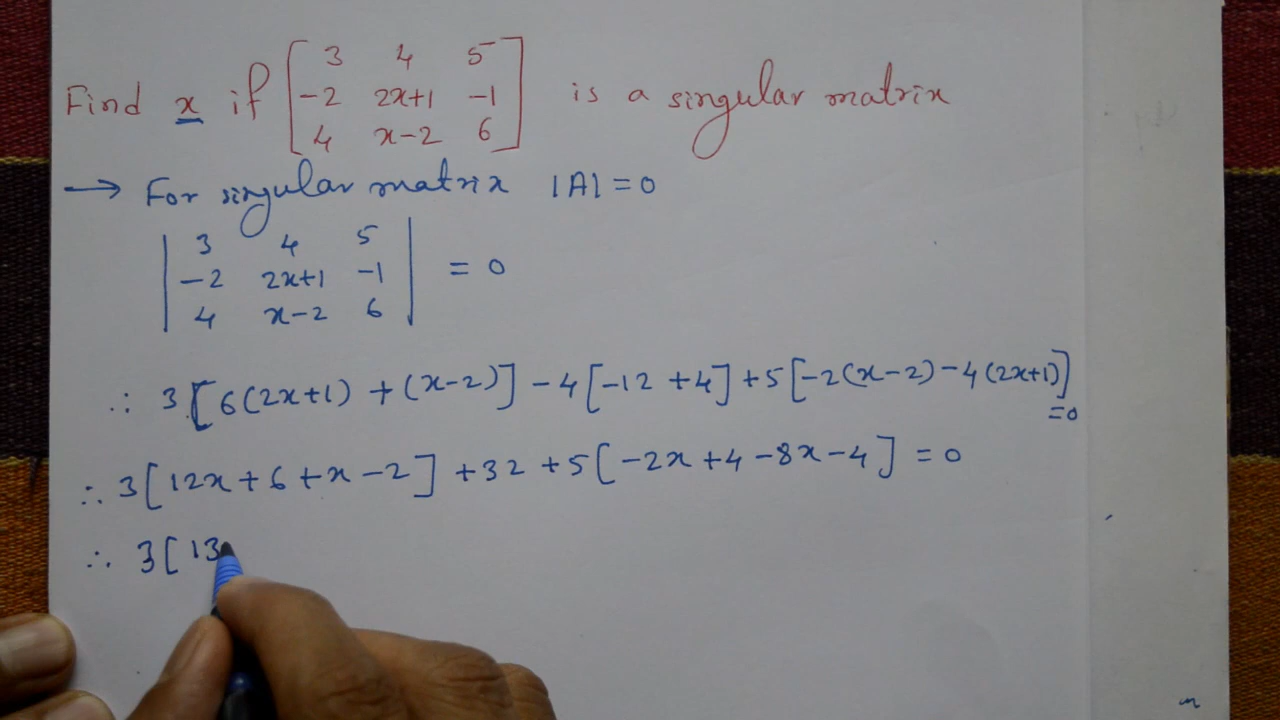 Find x if [ 3 4 5
-2 2x+1 -1
4 x-2 6 ] is a singular matrix
→ For singular matrix |A| = 0
| 3 4 5
-2 2x+1 -1
4 x-2 6 | = 0
∴ 3[6(2x+1) + (x-2)] - 4[-12 + 4] + 5[-2(x-2) - 4(2x+1)]
=0
∴ 3[12x + 6 + x - 2] + 32 + 5[-2x + 4 - 8x - 4] = 0
∴ 3[13